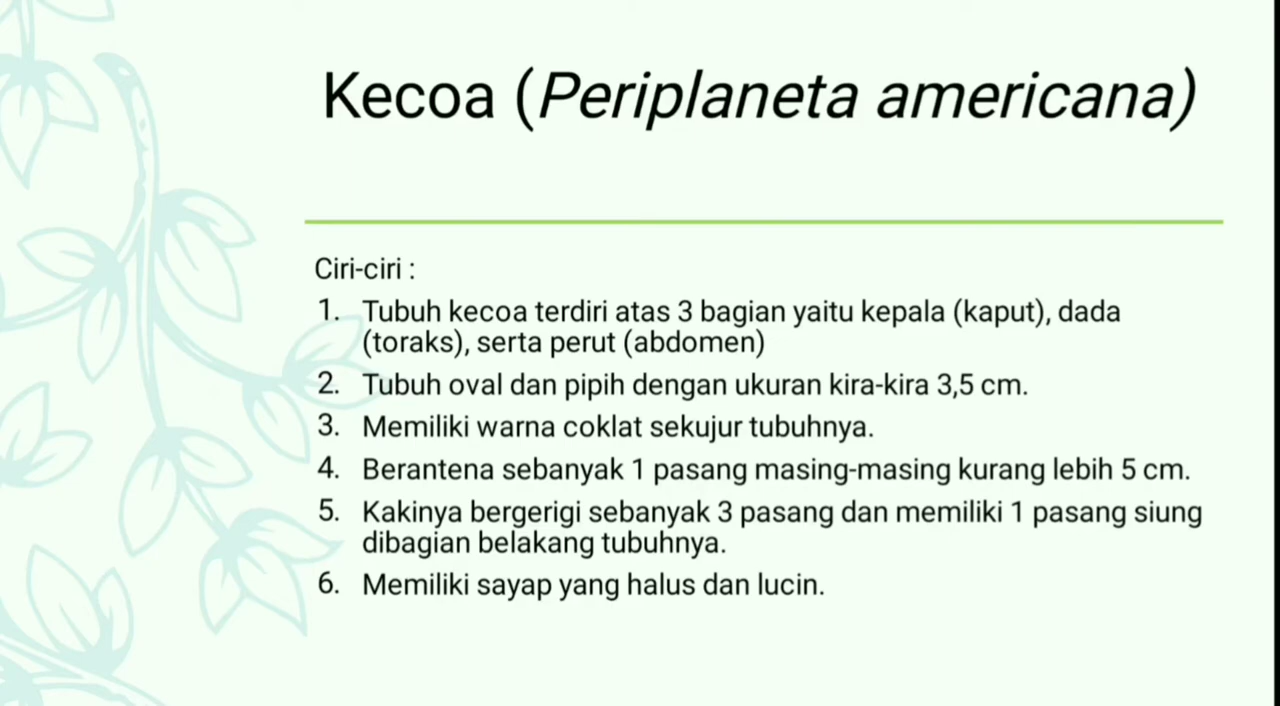 Kecoa (Periplaneta americana)
Ciri-ciri :
1. Tubuh kecoa terdiri atas 3 bagian yaitu kepala (kaput), dada
(toraks), serta perut (abdomen)
2. Tubuh oval dan pipih dengan ukuran kira-kira 3,5 cm.
3. Memiliki warna coklat sekujur tubuhnya.
4. Berantena sebanyak 1 pasang masing-masing kurang lebih 5 cm.
5. Kakinya bergerigi sebanyak 3 pasang dan memiliki 1 pasang siung
dibagian belakang tubuhnya.
6. Memiliki sayap yang halus dan lucin.